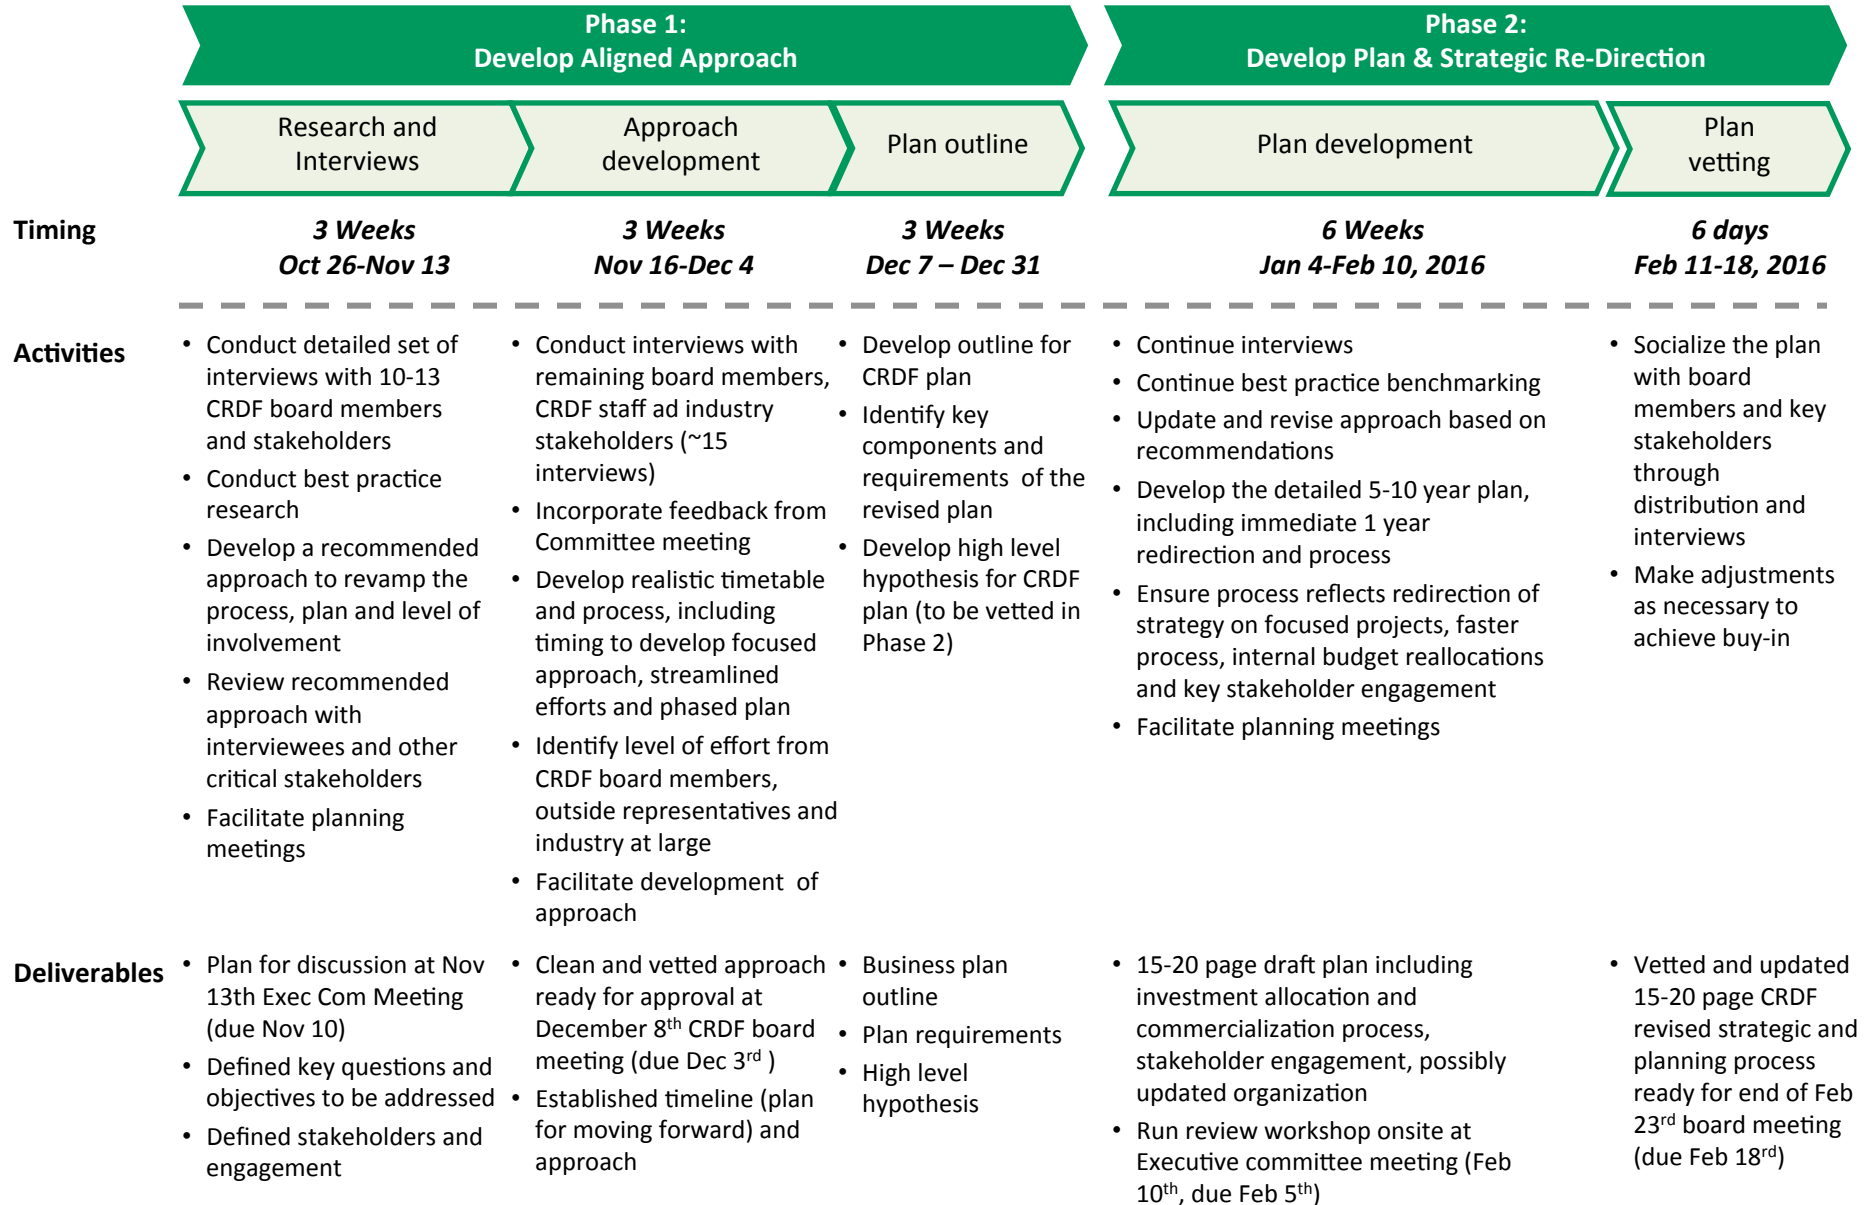 Phase 1:
Develop Aligned Approach
Phase 2:
Develop Plan & Strategic Re-Direction
Research and
Interviews
Approach
development
Plan outline
Plan development
Plan
vetting
Timing
3 Weeks
Oct 26-Nov 13
3 Weeks
Nov 16-Dec 4
3 Weeks
Dec 7 – Dec 31
6 Weeks
Jan 4-Feb 10, 2016
6 days
Feb 11-18, 2016
Activities
• Conduct detailed set of
interviews with 10-13
CRDF board members
and stakeholders
• Conduct best practice
research
• Develop a recommended
approach to revamp the
process, plan and level of
involvement
• Review recommended
approach with
interviewees and other
critical stakeholders
• Facilitate planning
meetings
• Conduct interviews with
remaining board members,
CRDF staff ad industry
stakeholders (~15
interviews)
• Incorporate feedback from
Committee meeting
• Develop realistic timetable
and process, including
timing to develop focused
approach, streamlined
efforts and phased plan
• Identify level of effort from
CRDF board members,
outside representatives and
industry at large
• Facilitate development of
approach
• Develop outline for
CRDF plan
• Identify key
components and
requirements of the
revised plan
• Develop high level
hypothesis for CRDF
plan (to be vetted in
Phase 2)
• Continue interviews
• Continue best practice benchmarking
• Update and revise approach based on
recommendations
• Develop the detailed 5-10 year plan,
including immediate 1 year
redirection and process
• Ensure process reflects redirection of
strategy on focused projects, faster
process, internal budget reallocations
and key stakeholder engagement
• Facilitate planning meetings
• Socialize the plan
with board
members and key
stakeholders
through
distribution and
interviews
• Make adjustments
as necessary to
achieve buy-in
Deliverables
• Plan for discussion at Nov
13th Exec Com Meeting
(due Nov 10)
• Defined key questions and
objectives to be addressed
• Defined stakeholders and
engagement
• Clean and vetted approach
ready for approval at
December 8th CRDF board
meeting (due Dec 3rd )
• Established timeline (plan
for moving forward) and
approach
• Business plan
outline
• Plan requirements
• High level
hypothesis
• 15-20 page draft plan including
investment allocation and
commercialization process,
stakeholder engagement, possibly
updated organization
• Run review workshop onsite at
Executive committee meeting (Feb
10th, due Feb 5th)
• Vetted and updated
15-20 page CRDF
revised strategic and
planning process
ready for end of Feb
23rd board meeting
(due Feb 18rd)